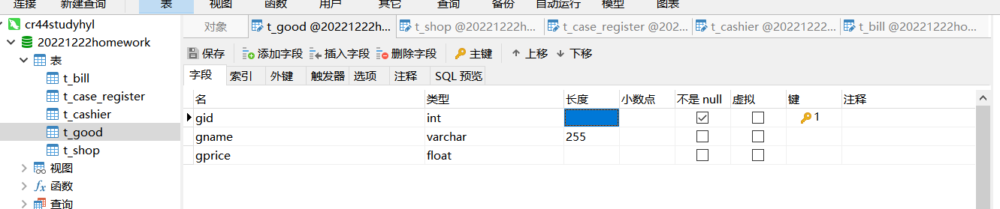 连接 新建查询 表 视图 函数 用户 其它 查询 备份 自动运行 模型 图表
cr44studyhyl
20221222homework
表
t_bill
t_case_register
t_cashier
t_good
t_shop
视图
函数
查询
对象 t_good @20221222h... t_shop @20221222ho... t_case_register @202... t_cashier @2022122... t_bill @20221222ho...
保存 添加字段 插入字段 删除字段 主键 上移 下移
字段 索引 外键 触发器 选项 注释 SQL 预览
名 类型 长度 小数点 不是 null 虚拟 键 注释
gid int 1
gname varchar 255
gprice float